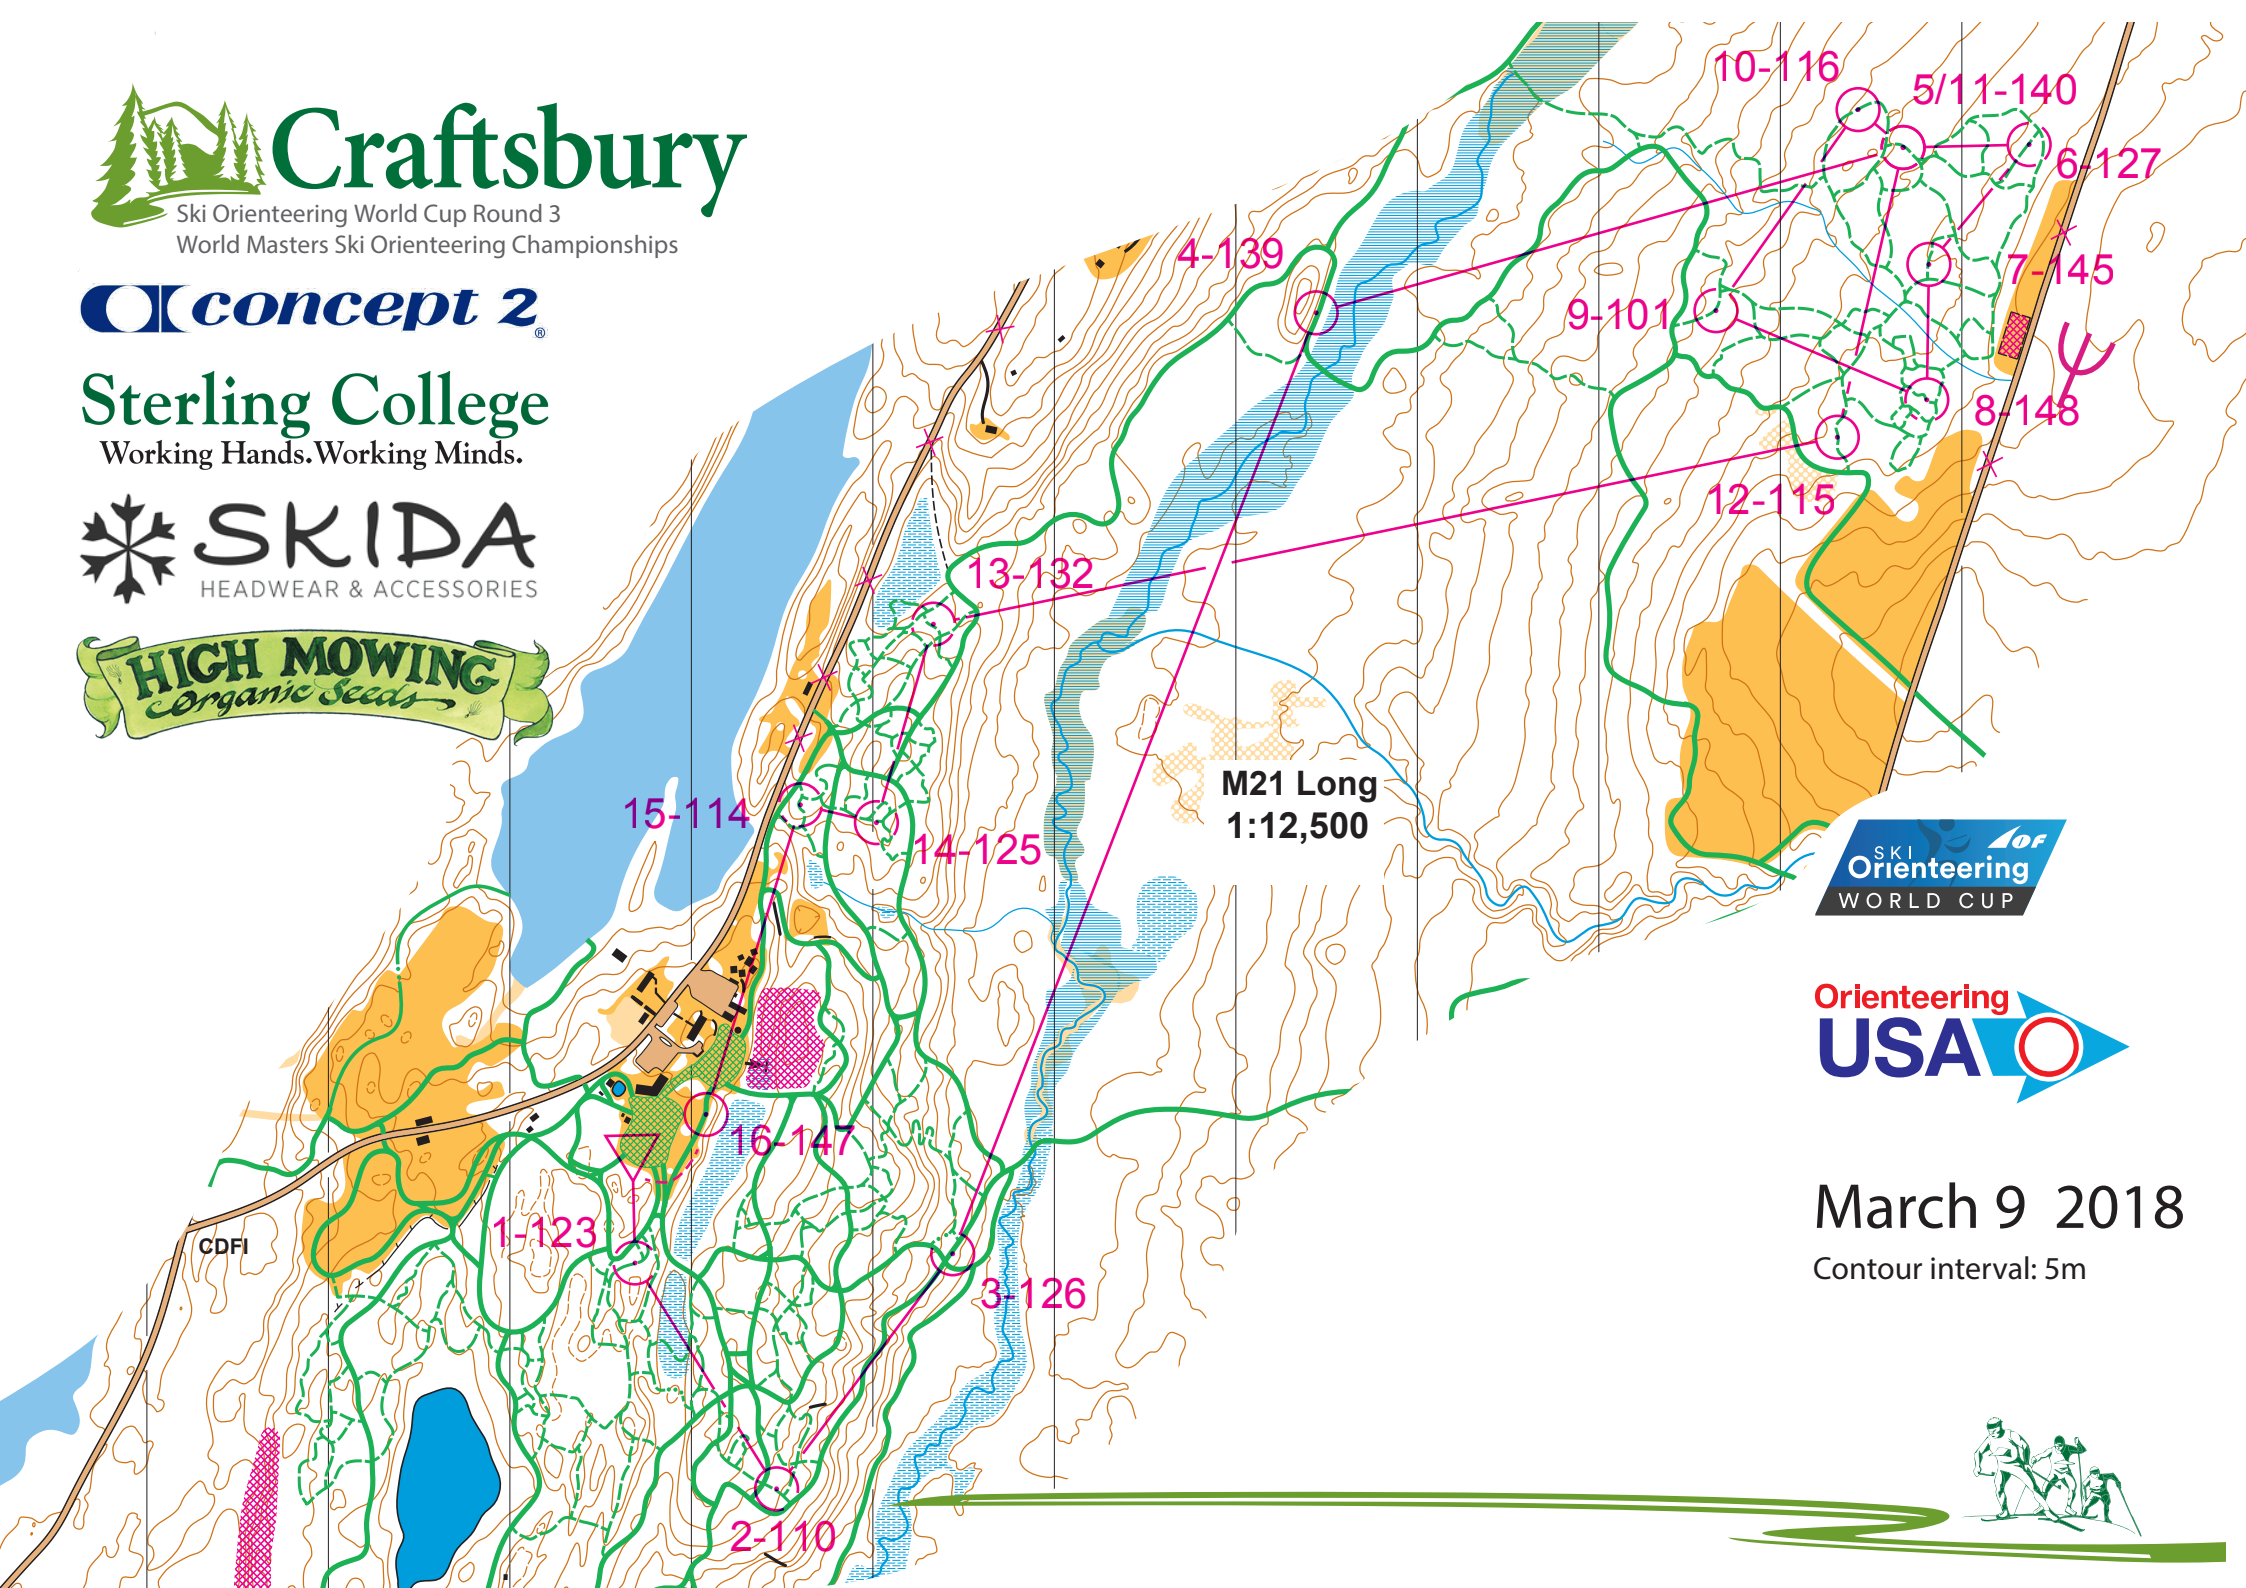 Craftsbury
Ski Orienteering World Cup Round 3
World Masters Ski Orienteering Championships
concept 2®
Sterling College
Working Hands. Working Minds.
SKIDA
HEADWEAR & ACCESSORIES
HIGH MOWING
Organic Seeds
10-116
5/11-140
6-127
4-139
7-145
9-101
8-148
12-115
13-132
M21 Long
1:12,500
15-114
14-125
SKI
IOF
Orienteering
WORLD CUP
Orienteering
USA
16-147
March 9 2018
1-123
CDFI
Contour interval: 5m
3-126
2-110